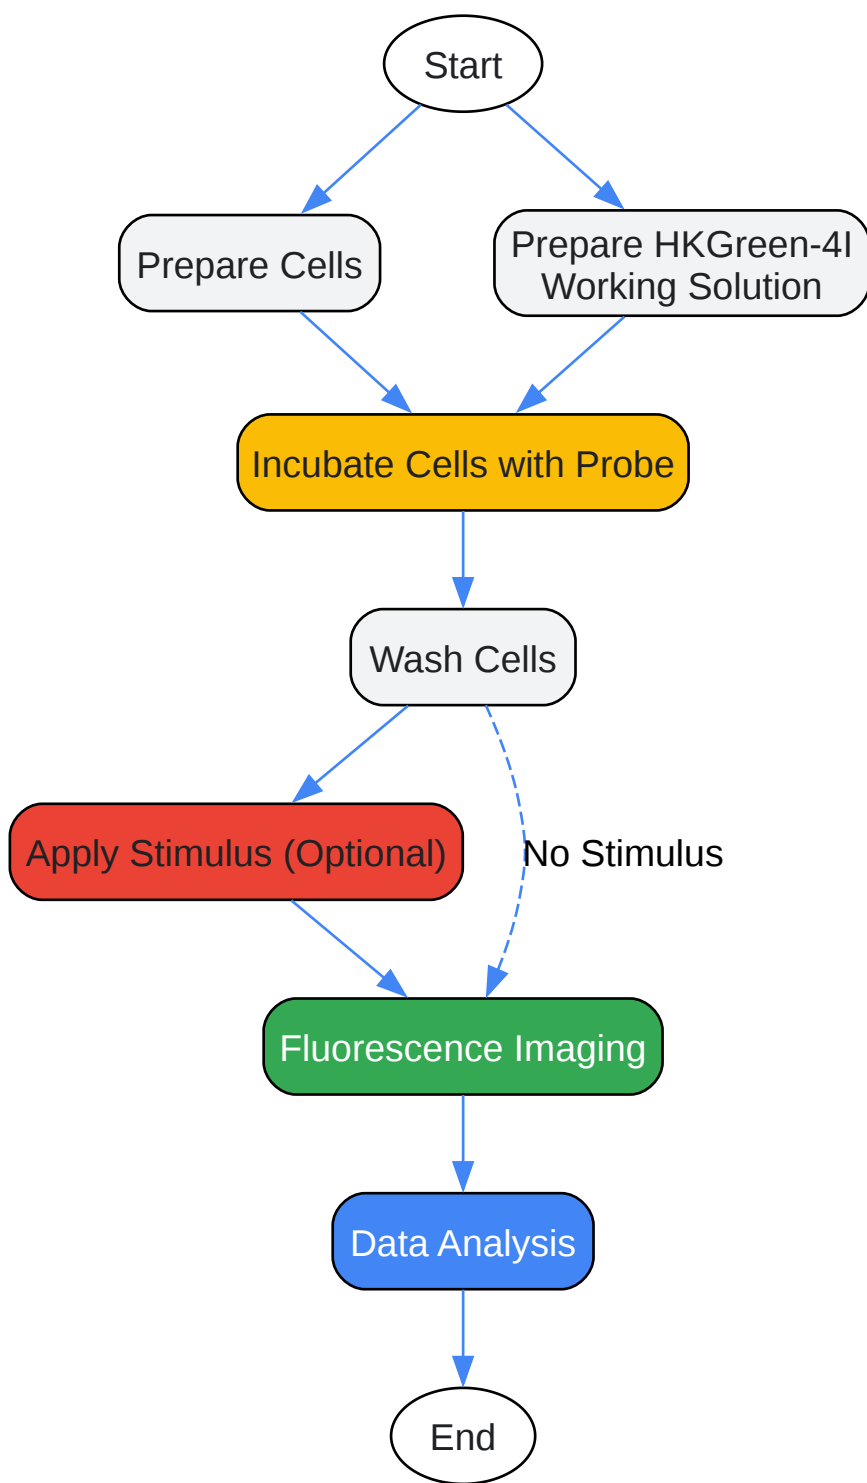 Start
Prepare Cells
Prepare HKGreen-4I
Working Solution
Incubate Cells with Probe
Wash Cells
Apply Stimulus (Optional)
No Stimulus
Fluorescence Imaging
Data Analysis
End